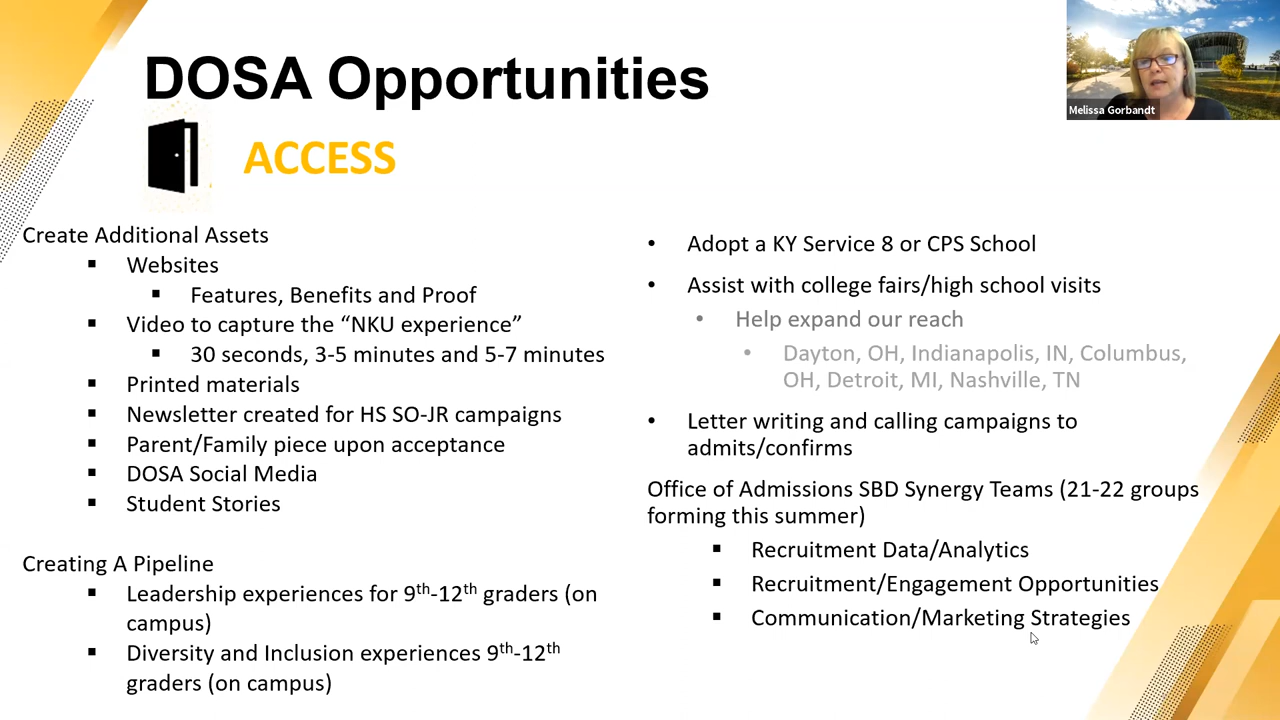 DOSA Opportunities
ACCESS
Melissa Gorbandt
Create Additional Assets
▪ Websites
▪ Features, Benefits and Proof
▪ Video to capture the “NKU experience”
▪ 30 seconds, 3-5 minutes and 5-7 minutes
▪ Printed materials
▪ Newsletter created for HS SO-JR campaigns
▪ Parent/Family piece upon acceptance
▪ DOSA Social Media
▪ Student Stories
Creating A Pipeline
▪ Leadership experiences for 9th-12th graders (on
campus)
▪ Diversity and Inclusion experiences 9th-12th
graders (on campus)
• Adopt a KY Service 8 or CPS School
• Assist with college fairs/high school visits
• Help expand our reach
• Dayton, OH, Indianapolis, IN, Columbus,
OH, Detroit, MI, Nashville, TN
• Letter writing and calling campaigns to
admits/confirms
Office of Admissions SBD Synergy Teams (21-22 groups
forming this summer)
▪ Recruitment Data/Analytics
▪ Recruitment/Engagement Opportunities
▪ Communication/Marketing Strategies